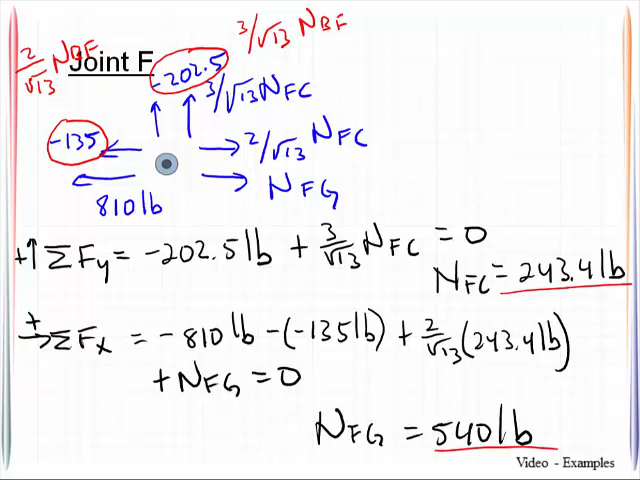 2/√13 NBF
3/√13 NBF
Joint F
-202.5
3/√13 NFC
-135
2/√13 NFC
810 lb
NFG
+↑ ΣFy = -202.5 lb + 3/√13 NFC = 0
NFC = 243.4 lb
+→ ΣFx = -810 lb - (-135 lb) + 2/√13 (243.4 lb)
+ NFG = 0
NFG = 540 lb
Video - Examples